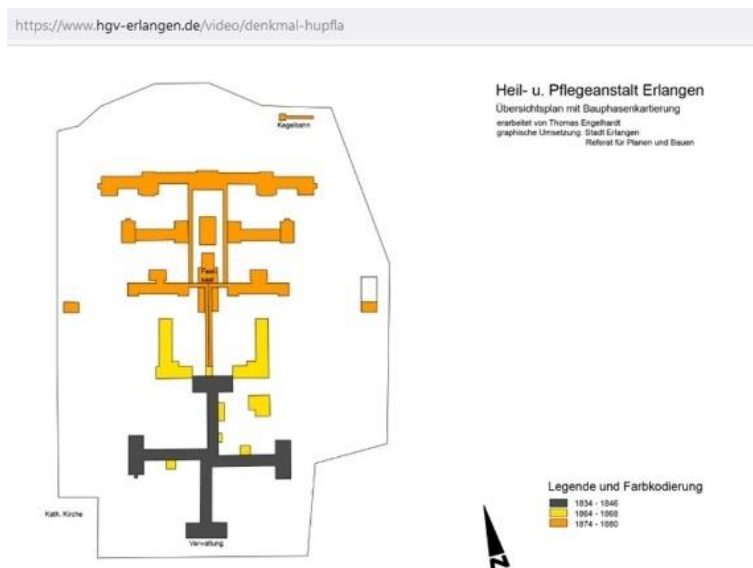 https://www.hgv-erlangen.de/video/denkmal-hupfla
Heil- u. Pflegeanstalt Erlangen
Übersichtsplan mit Bauphasenkartierung
erarbeitet von Thomas Engelhardt
graphische Umsetzung: Stadt Erlangen
Referat für Planen und Bauen
Kegelbahn
Fest-
saal
Kath. Kirche
Verwaltung
Legende und Farbkodierung
1834 - 1846
1864 - 1868
1874 - 1880
N